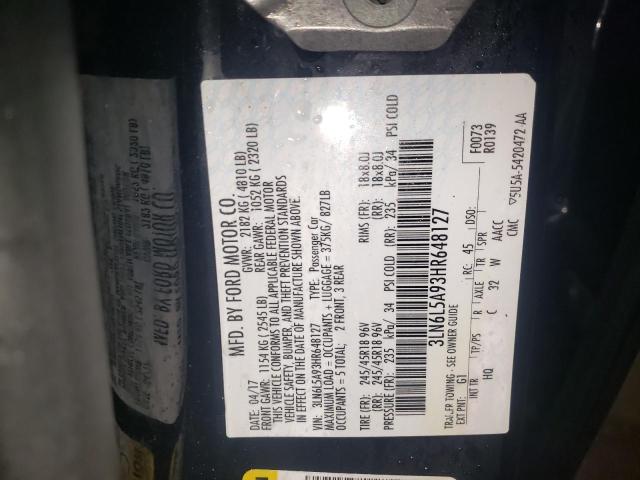 MFD. BY FORD MOTOR CO.
DATE: 04/17 GVWR: 2182 KG ( 4810 LB)
FRONT GAWR: 1154 KG ( 2545 LB) REAR GAWR: 1052 KG ( 2320 LB)
THIS VEHICLE CONFORMS TO ALL APPLICABLE FEDERAL MOTOR
VEHICLE SAFETY, BUMPER, AND THEFT PREVENTION STANDARDS
IN EFFECT ON THE DATE OF MANUFACTURE SHOWN ABOVE.
VIN: 3LN6L5A93HR648127 TYPE: Passenger Car
MAXIMUM LOAD = OCCUPANTS + LUGGAGE = 375KG/ 827LB
OCCUPANTS = 5 TOTAL; 2 FRONT, 3 REAR
TIRE (FR): 245/45R18 96V RIMS (FR): 18x8.0J
(RR): 245/45R18 96V (RR): 18x8.0J
PRESSURE (FR): 235 kPa/ 34 PSI COLD (RR) 235 kPa/ 34 PSI COLD
3LN6L5A93HR648127
TRAILER TOWING - SEE OWNER GUIDE
F0073
R0139
EXT PNT: G1 RC: 45 DSO:
INT TR TP/PS R AXLE TR SPR
HQ C 32 W AACC
CMC
5U5A-5420472 AA